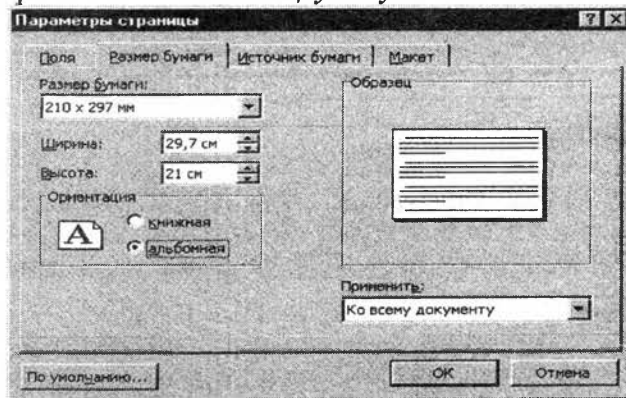 Параметры страницы
Поля Размер бумаги Источник бумаги Макет
Размер бумаги:
210 x 297 мм
Ширина: 29,7 см
Высота: 21 см
Ориентация
A
книжная
альбомная
Образец
Применить:
Ко всему документу
По умолчанию... ОК Отмена